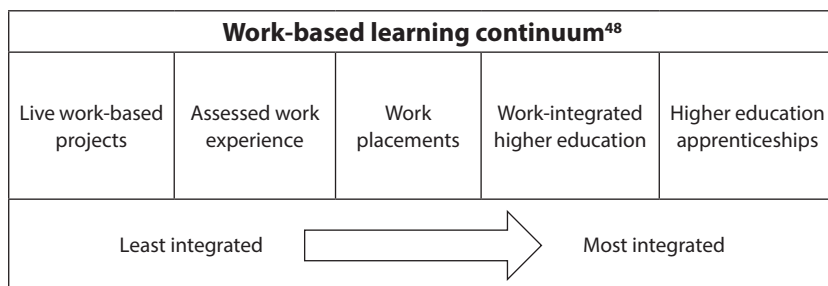 Work-based learning continuum48
Live work-based
projects
Assessed work
experience
Work
placements
Work-integrated
higher education
Higher education
apprenticeships
Least integrated
Most integrated